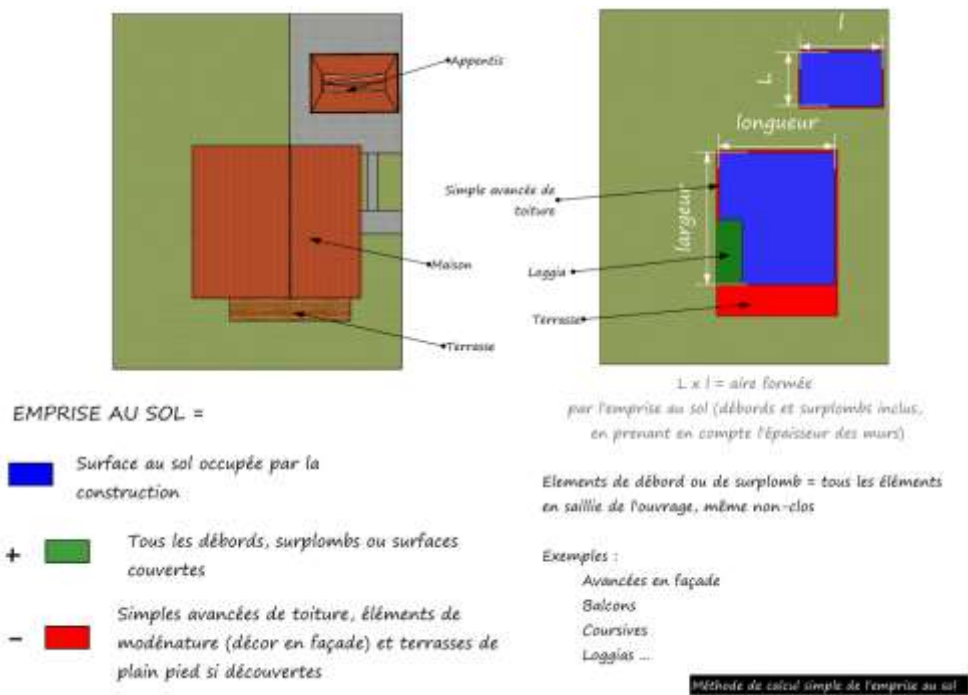 Appentis
Maison
Terrasse
l
L
longueur
largeur
Simple avancée de
toiture
Loggia
Terrasse
L x l = aire formée
par l'emprise au sol (débords et surplombs inclus,
en prenant en compte l'épaisseur des murs)
EMPRISE AU SOL =
Surface au sol occupée par la
construction
+ Tous les débords, surplombs ou surfaces
couvertes
- Simples avancées de toiture, éléments de
modénature (décor en façade) et terrasses de
plain pied si découvertes
Elements de débord ou de surplomb = tous les éléments
en saillie de l'ouvrage, même non-clos
Exemples :
Avancées en façade
Balcons
Coursives
Loggias ...
Méthode de calcul simple de l'emprise au sol